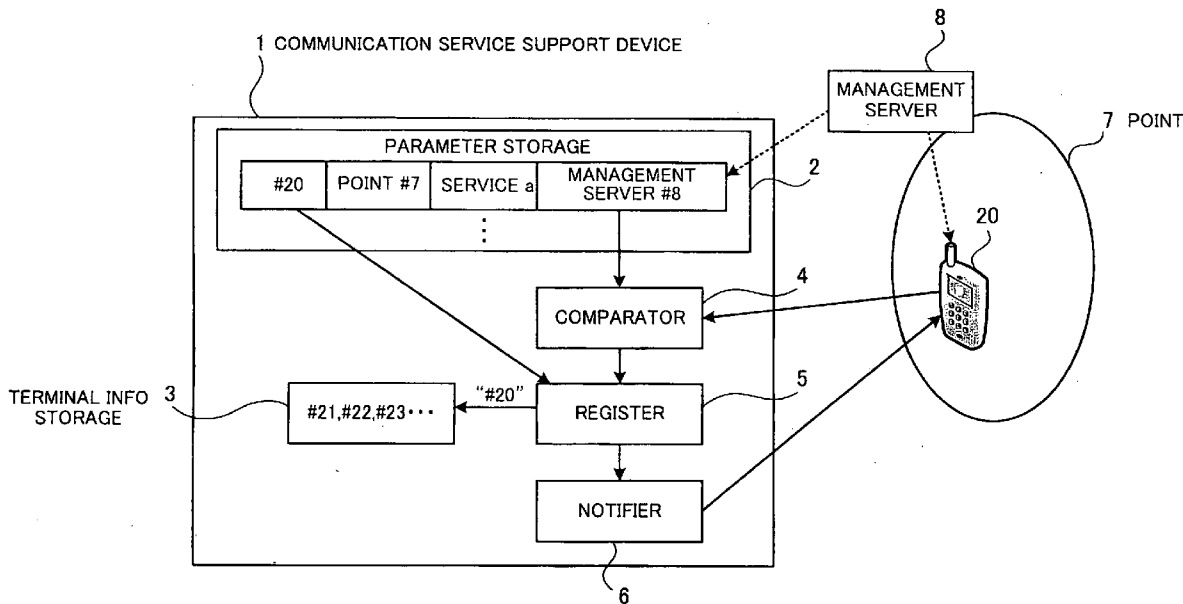 1 COMMUNICATION SERVICE SUPPORT DEVICE
8
MANAGEMENT
SERVER
7 POINT
PARAMETER STORAGE
#20
POINT #7
SERVICE a
MANAGEMENT
SERVER #8
2
20
4
COMPARATOR
5
TERMINAL INFO
STORAGE
3
#21,#22,#23···
"#20"
REGISTER
NOTIFIER
6